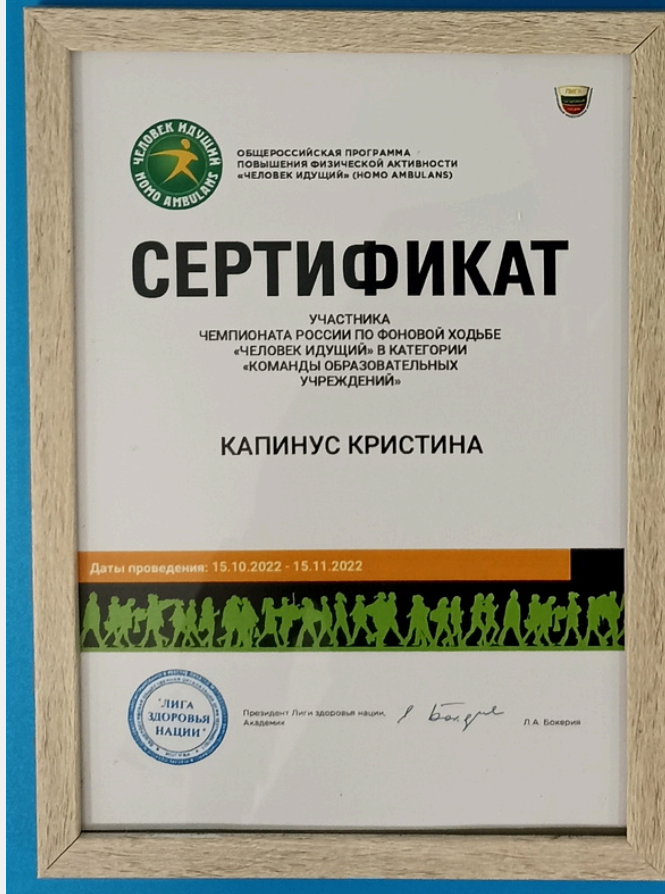 ЧЕЛОВЕК ИДУЩИЙ
HOMO AMBULANS
ОБЩЕРОССИЙСКАЯ ПРОГРАММА
ПОВЫШЕНИЯ ФИЗИЧЕСКОЙ АКТИВНОСТИ
«ЧЕЛОВЕК ИДУЩИЙ» (HOMO AMBULANS)
ЛИГА
СЕРТИФИКАТ
УЧАСТНИКА
ЧЕМПИОНАТА РОССИИ ПО ФОНОВОЙ ХОДЬБЕ
«ЧЕЛОВЕК ИДУЩИЙ» В КАТЕГОРИИ
«КОМАНДЫ ОБРАЗОВАТЕЛЬНЫХ
УЧРЕЖДЕНИЙ»
КАПИНУС КРИСТИНА
Даты проведения: 15.10.2022 - 15.11.2022
"ЛИГА
ЗДОРОВЬЯ
НАЦИИ"
МОСКВА
Президент Лиги здоровья нации,
Академик
Л.А. Бокерия